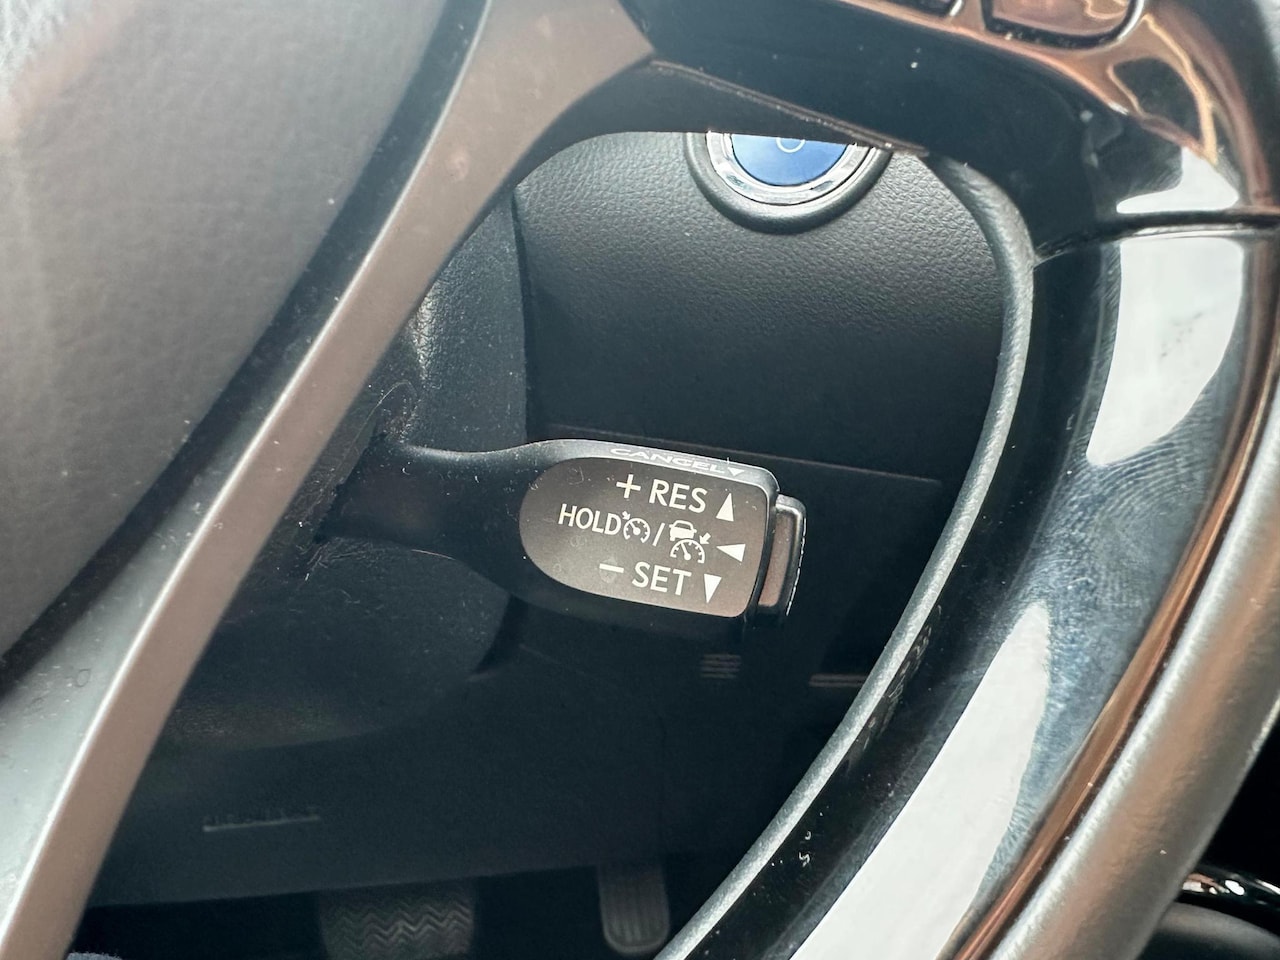 CANCEL
+ RES
HOLD /
− SET